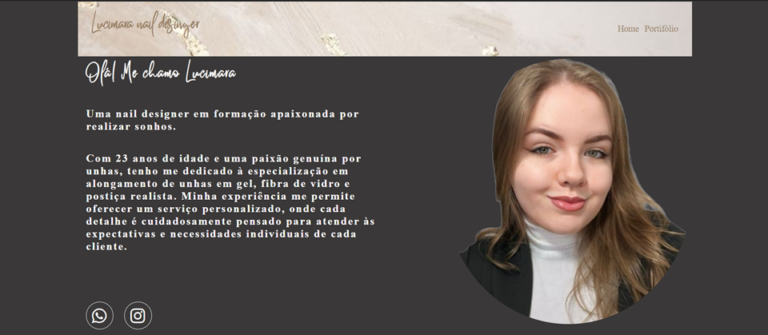 Lucimara nail desinger
Home Portifólio
Olá! Me chamo Lucimara
Uma nail designer em formação apaixonada por
realizar sonhos.
Com 23 anos de idade e uma paixão genuína por
unhas, tenho me dedicado à especialização em
alongamento de unhas em gel, fibra de vidro e
postiça realista. Minha experiência me permite
oferecer um serviço personalizado, onde cada
detalhe é cuidadosamente pensado para atender às
expectativas e necessidades individuais de cada
cliente.